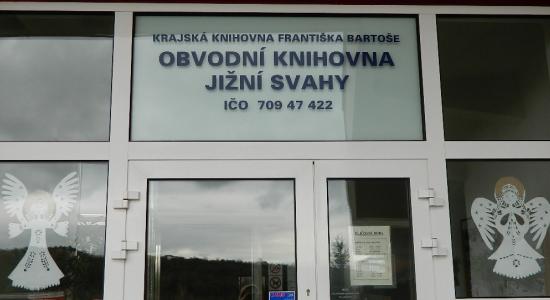 KRAJSKÁ KNIHOVNA FRANTIŠKA BARTOŠE
OBVODNÍ KNIHOVNA
JIŽNÍ SVAHY
IČO 709 47 422